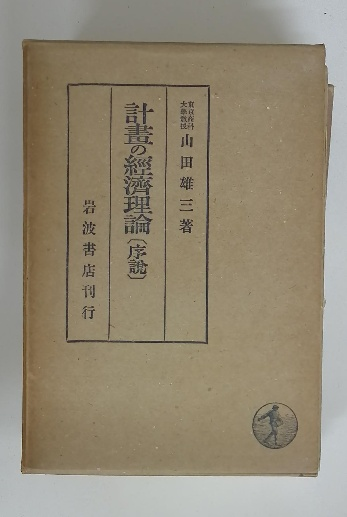 東京産科
大學教授 山田雄三著
計畫の經濟理論〔序說〕
岩波書店刊行